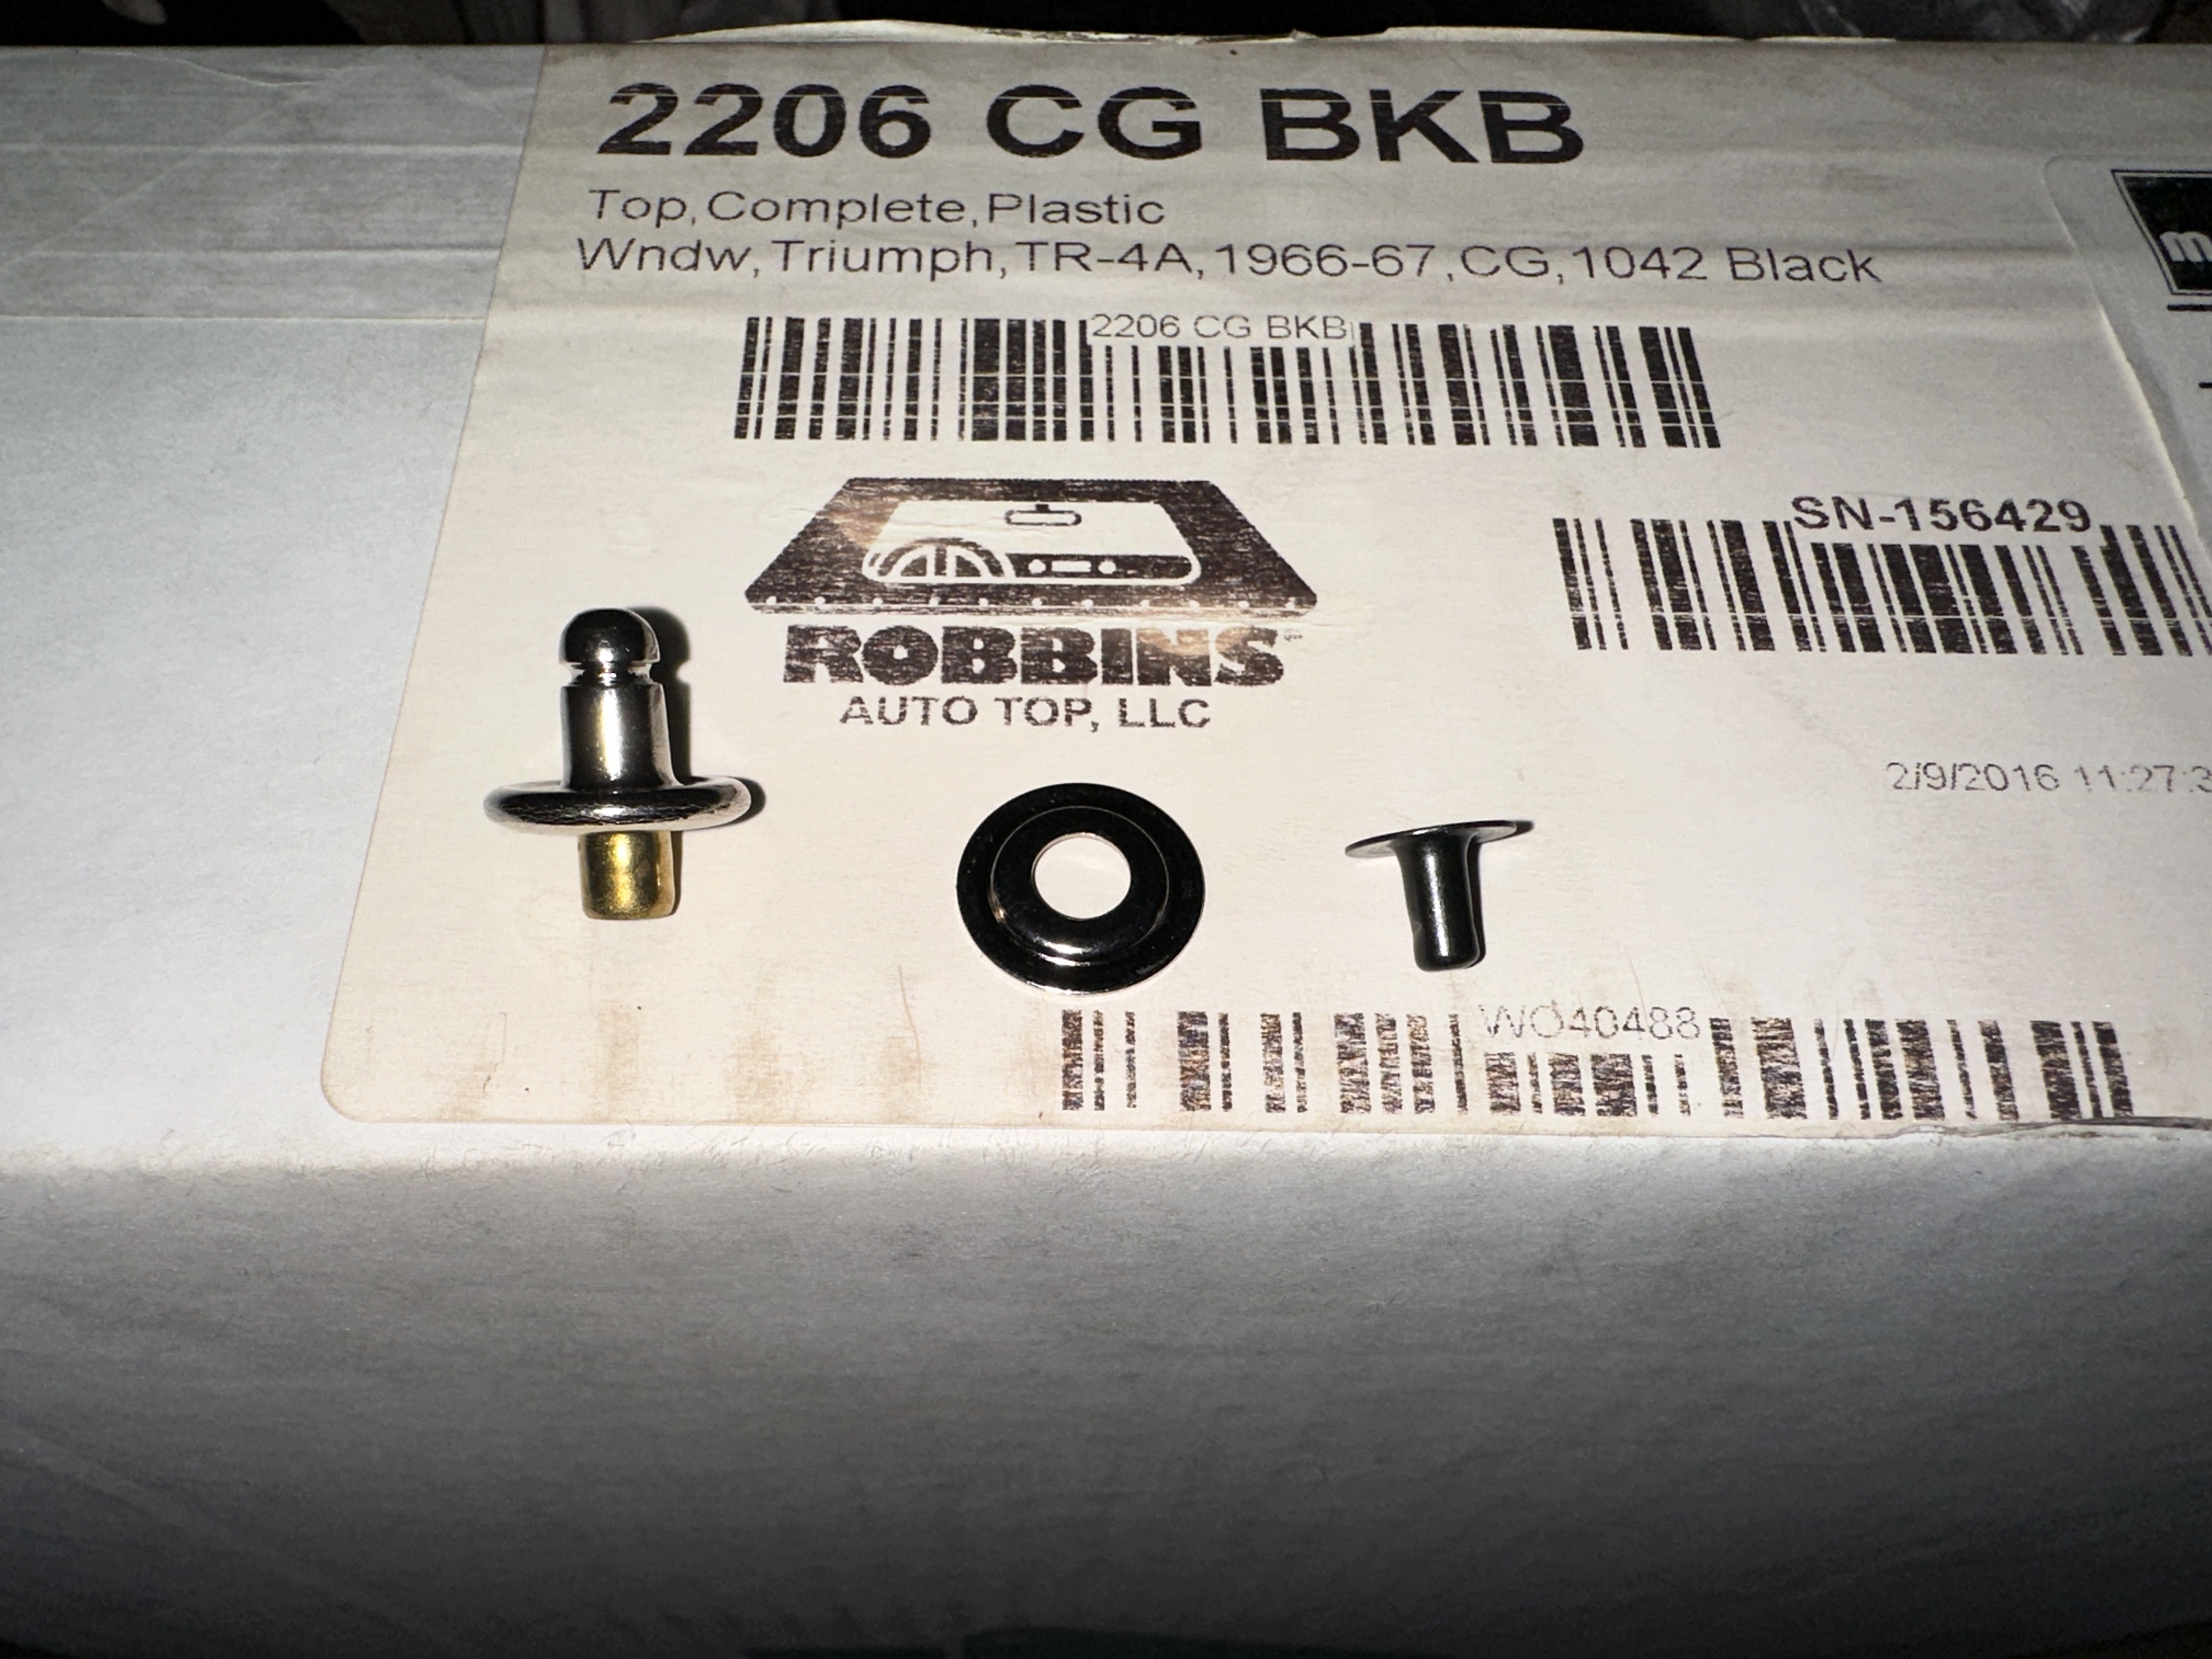 2206 CG BKB
Top,Complete,Plastic
Wndw,Triumph,TR-4A,1966-67,CG,1042 Black
2206 CG BKB
SN-156429
ROBBINS
AUTO TOP, LLC
2/9/2016
WO40488